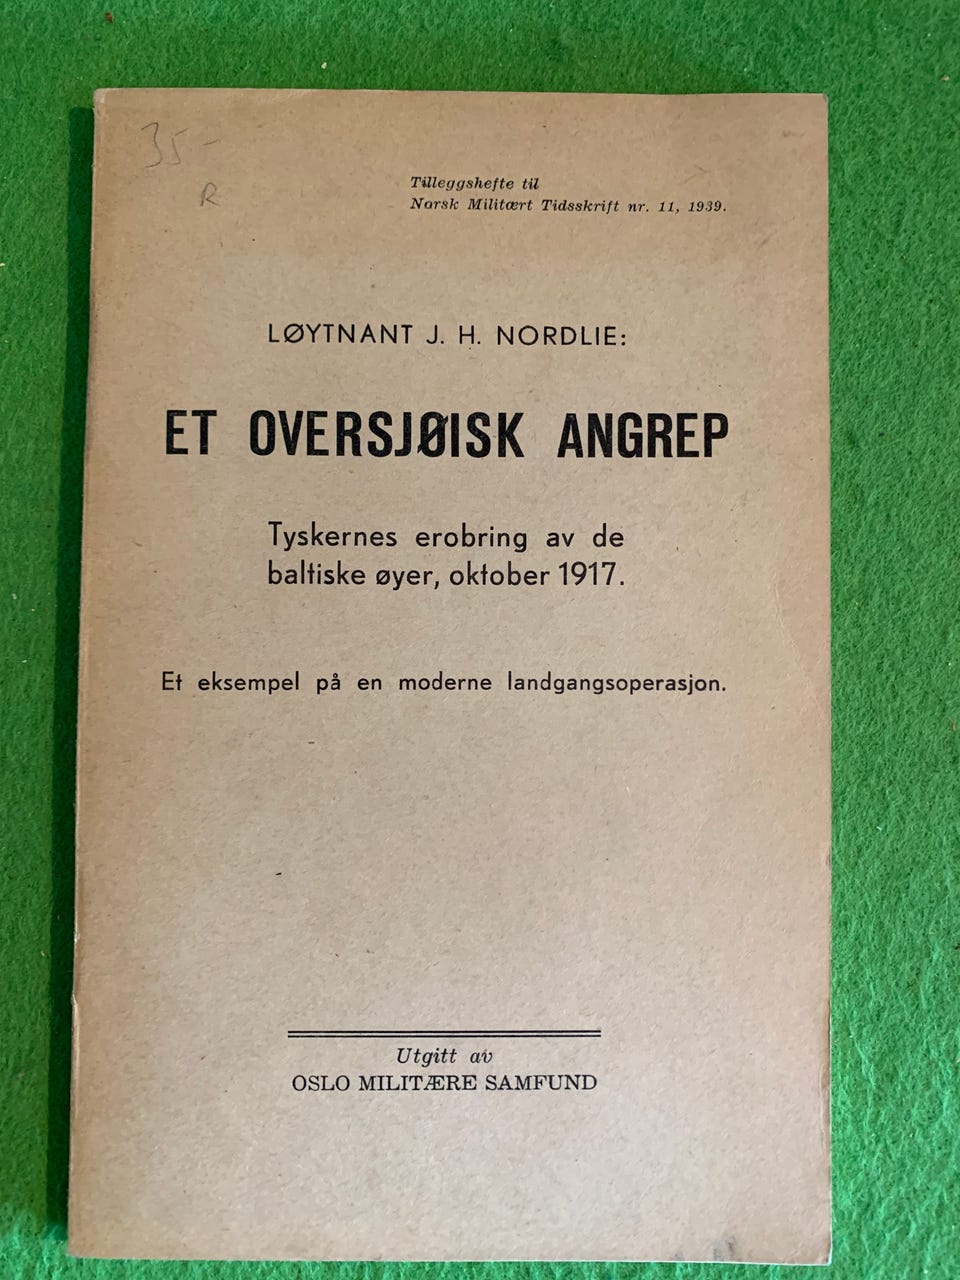 35-
R
Tilleggshefte til
Norsk Militært Tidsskrift nr. 11, 1939.
LØYTNANT J. H. NORDLIE:
ET OVERSJØISK ANGREP
Tyskernes erobring av de
baltiske øyer, oktober 1917.
Et eksempel på en moderne landgangsoperasjon.
Utgitt av
OSLO MILITÆRE SAMFUND